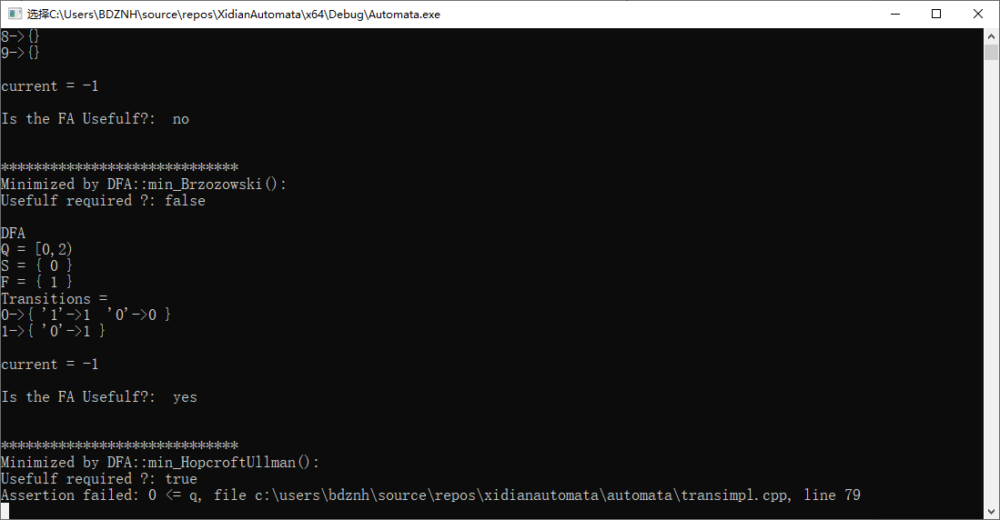 选择C:\Users\BDZNH\source\repos\XidianAutomata\x64\Debug\Automata.exe
8->{}
9->{}
current = -1
Is the FA Usefulf?:  no
*****************************
Minimized by DFA::min_Brzozowski():
Usefulf required ?: false
DFA
Q = [0,2)
S = { 0 }
F = { 1 }
Transitions =
0->{ '1'->1  '0'->0 }
1->{ '0'->1 }
current = -1
Is the FA Usefulf?:  yes
*****************************
Minimized by DFA::min_HopcroftUllman():
Usefulf required ?: true
Assertion failed: 0 <= q, file c:\users\bdznh\source\repos\xidianautomata\automata\transimpl.cpp, line 79